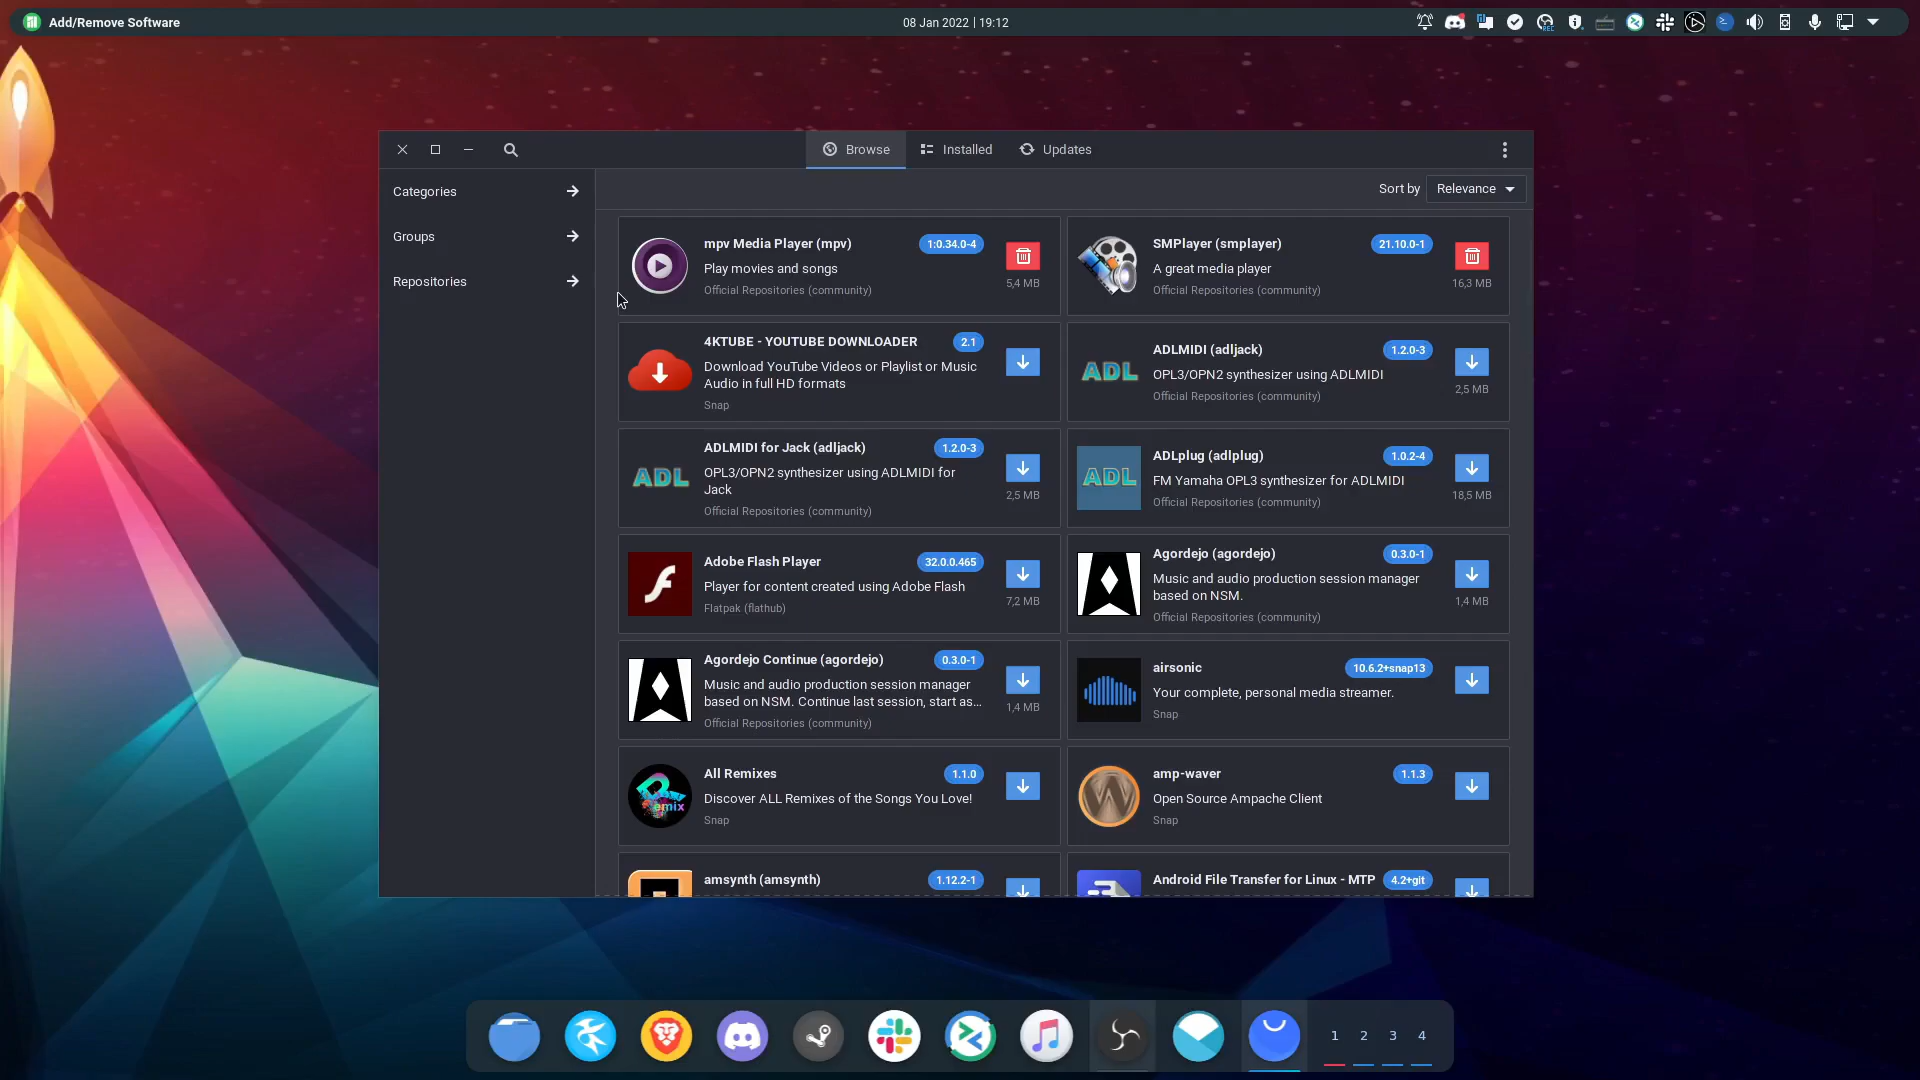 Add/Remove Software
08 Jan 2022 | 19:12
REL
Browse
Installed
Updates
Categories
Groups
Repositories
Sort by
Relevance
mpv Media Player (mpv)
1:0.34.0-4
Play movies and songs
Official Repositories (community)
5,4 MB
SMPlayer (smplayer)
21.10.0-1
A great media player
Official Repositories (community)
16,3 MB
4KTUBE - YOUTUBE DOWNLOADER
2.1
Download YouTube Videos or Playlist or Music
Audio in full HD formats
Snap
ADL
ADLMIDI (adljack)
1.2.0-3
OPL3/OPN2 synthesizer using ADLMIDI
Official Repositories (community)
2,5 MB
ADL
ADLMIDI for Jack (adljack)
1.2.0-3
OPL3/OPN2 synthesizer using ADLMIDI for
Jack
Official Repositories (community)
2,5 MB
ADL
ADLplug (adlplug)
1.0.2-4
FM Yamaha OPL3 synthesizer for ADLMIDI
Official Repositories (community)
18,5 MB
Adobe Flash Player
32.0.0.465
Player for content created using Adobe Flash
Flatpak (flathub)
7,2 MB
Agordejo (agordejo)
0.3.0-1
Music and audio production session manager
based on NSM.
Official Repositories (community)
1,4 MB
Agordejo Continue (agordejo)
0.3.0-1
Music and audio production session manager
based on NSM. Continue last session, start as...
Official Repositories (community)
1,4 MB
airsonic
10.6.2+snap13
Your complete, personal media streamer.
Snap
Remix
All Remixes
1.1.0
Discover ALL Remixes of the Songs You Love!
Snap
W
amp-waver
1.1.3
Open Source Ampache Client
Snap
amsynth (amsynth)
1.12.2-1
Android File Transfer for Linux - MTP
4.2+git
1 2 3 4